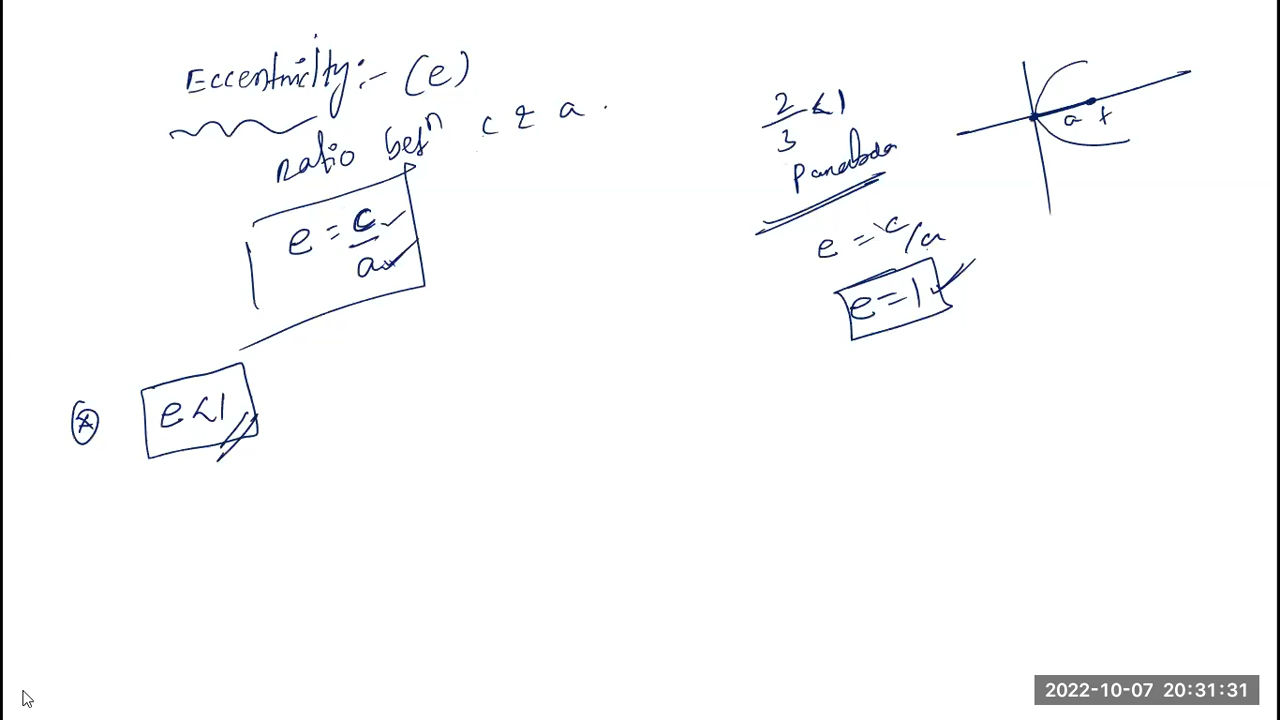 Eccentricity:- (e)
ratio betⁿ c & a.
e = c/a
e<1
2/3 <1
Parabola
a f
e = c/a
e=1
2022-10-07 20:31:31